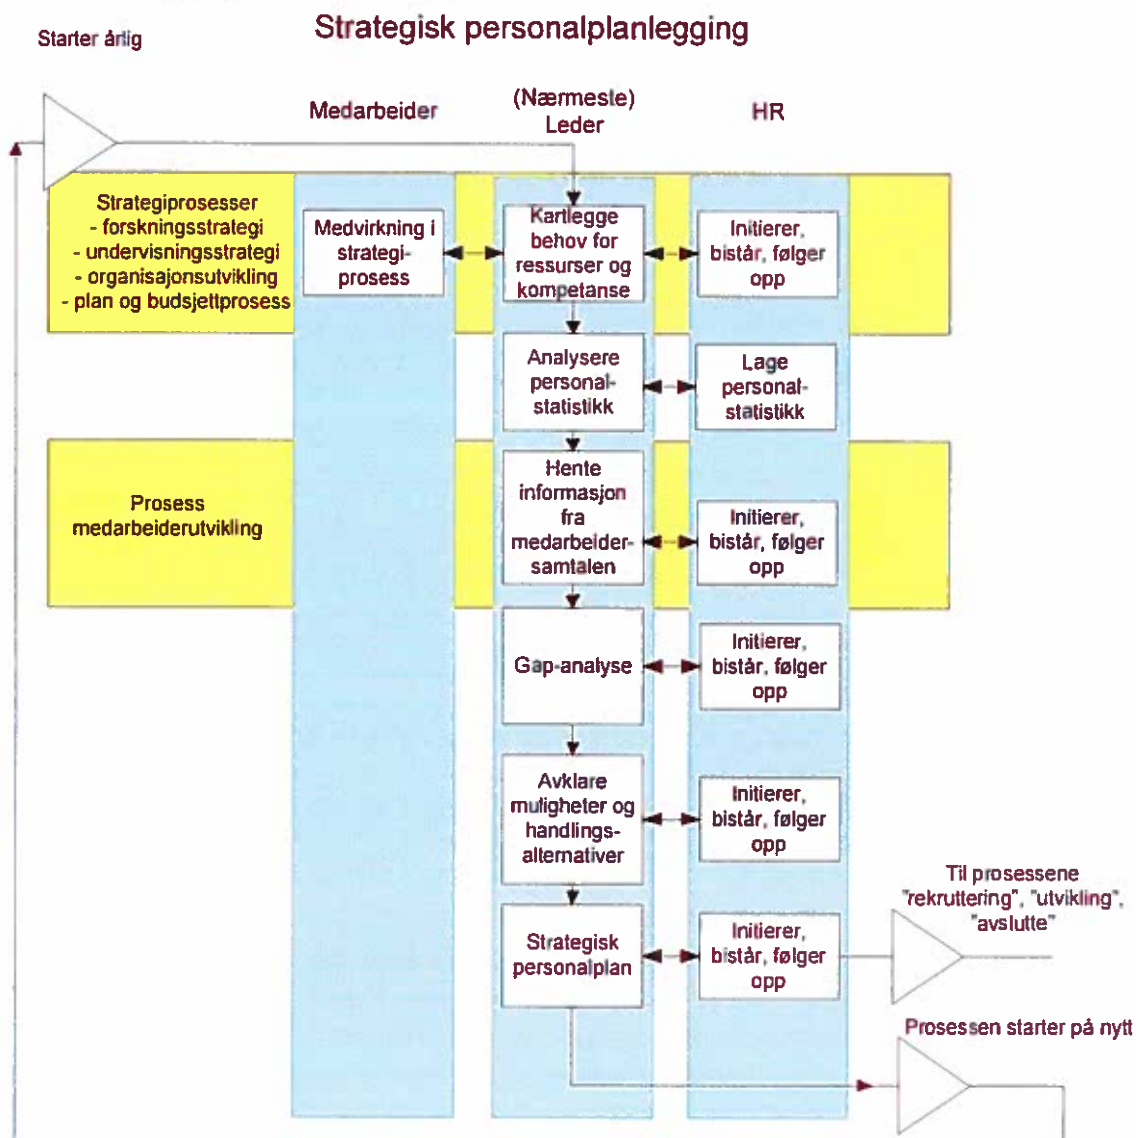 Strategisk personalplanlegging
Starter årlig
Medarbeider
(Nærmeste)
Leder
HR
Strategiprosesser
- forskningsstrategi
- undervisningsstrategi
- organisajonsutvikling
- plan og budsjettprosess
Medvirkning i
strategi-
prosess
Kartlegge
behov for
ressurser og
kompetanse
Initierer,
bistår, følger
opp
Analysere
personal-
statistikk
Lage
personal-
statistikk
Prosess
medarbeiderutvikling
Hente
informasjon
fra
medarbeider-
samtalen
Initierer,
bistår, følger
opp
Gap-analyse
Initierer,
bistår, følger
opp
Avklare
muligheter og
handlings-
alternativer
Initierer,
bistår, følger
opp
Strategisk
personalplan
Initierer,
bistår, følger
opp
Til prosessene
"rekruttering", "utvikling",
"avslutte"
Prosessen starter på nytt